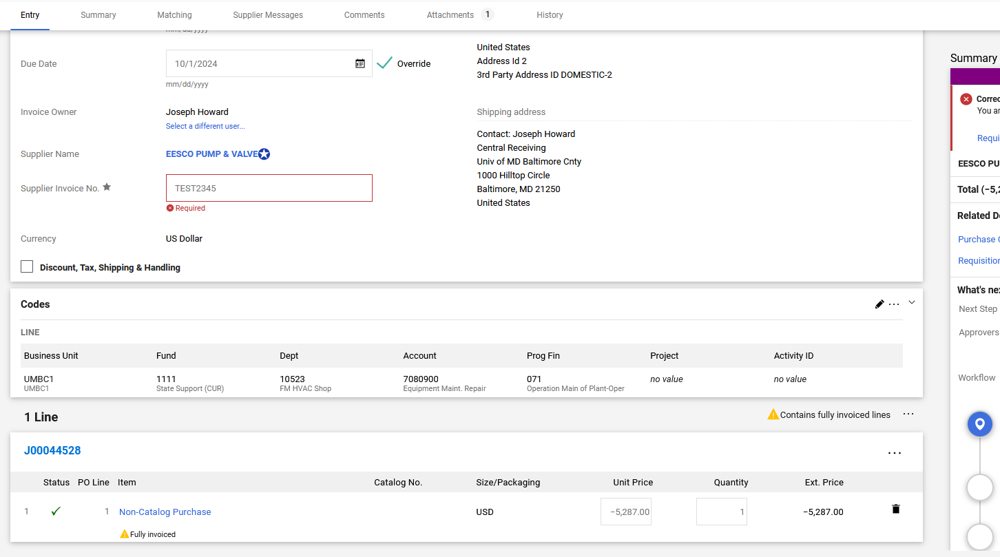 Entry Summary Matching Supplier Messages Comments Attachments 1 History
mm/dd/yyyy
Due Date
10/1/2024
Override
mm/dd/yyyy
Invoice Owner
Joseph Howard
Select a different user...
Supplier Name
EESCO PUMP & VALVE
Supplier Invoice No.
TEST2345
Required
Currency
US Dollar
Discount, Tax, Shipping & Handling
United States
Address Id 2
3rd Party Address ID DOMESTIC-2
Shipping address
Contact: Joseph Howard
Central Receiving
Univ of MD Baltimore Cnty
1000 Hilltop Circle
Baltimore, MD 21250
United States
Codes
LINE
Business Unit Fund Dept Account Prog Fin Project Activity ID
UMBC1 1111 10523 7080900 071 no value no value
UMBC1 State Support (CUR) FM HVAC Shop Equipment Maint. Repair Operation Main of Plant-Oper
1 Line
Contains fully invoiced lines
J00044528
Status PO Line Item Catalog No. Size/Packaging Unit Price Quantity Ext. Price
1 1 Non-Catalog Purchase USD −5,287.00 1 −5,287.00
Fully invoiced
Summary
Correc
You ar
Requi
EESCO PU
Total (−5,2
Related D
Purchase
Requisition
What's nex
Next Step
Approvers
Workflow